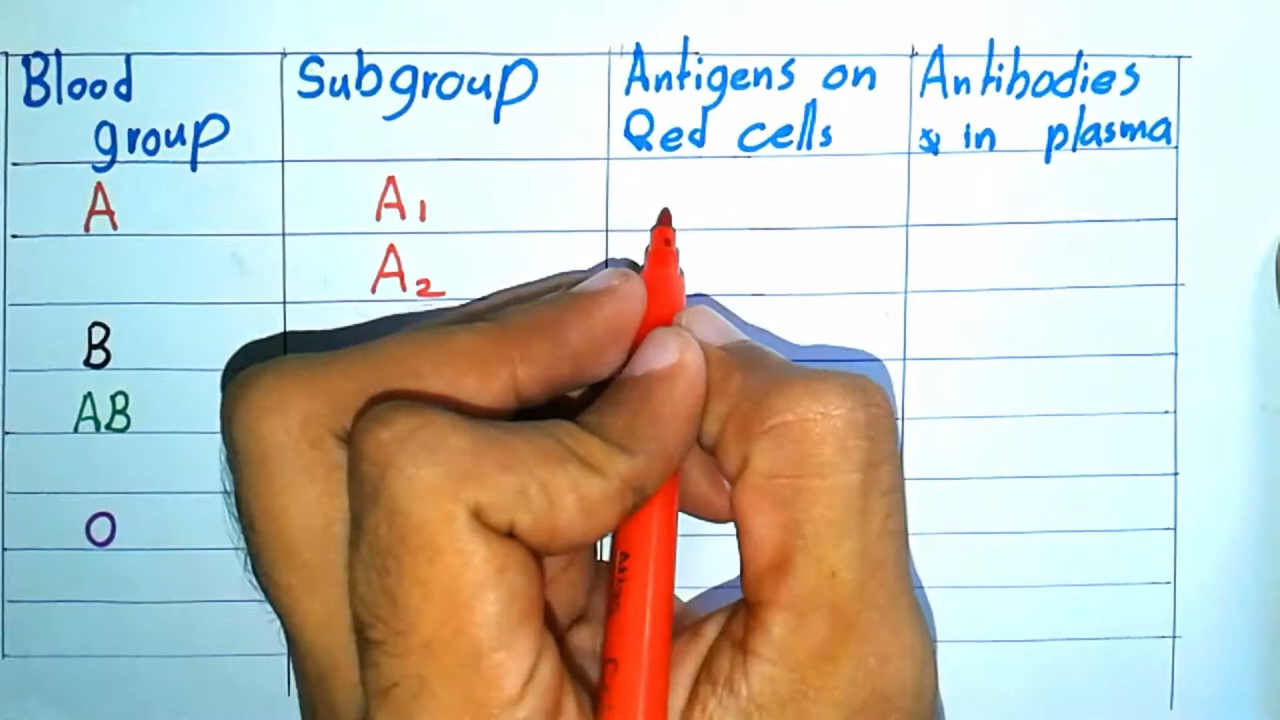 Blood group
Subgroup
Antigens on Red cells
Antibodies in plasma
A
A1
A2
B
AB
O